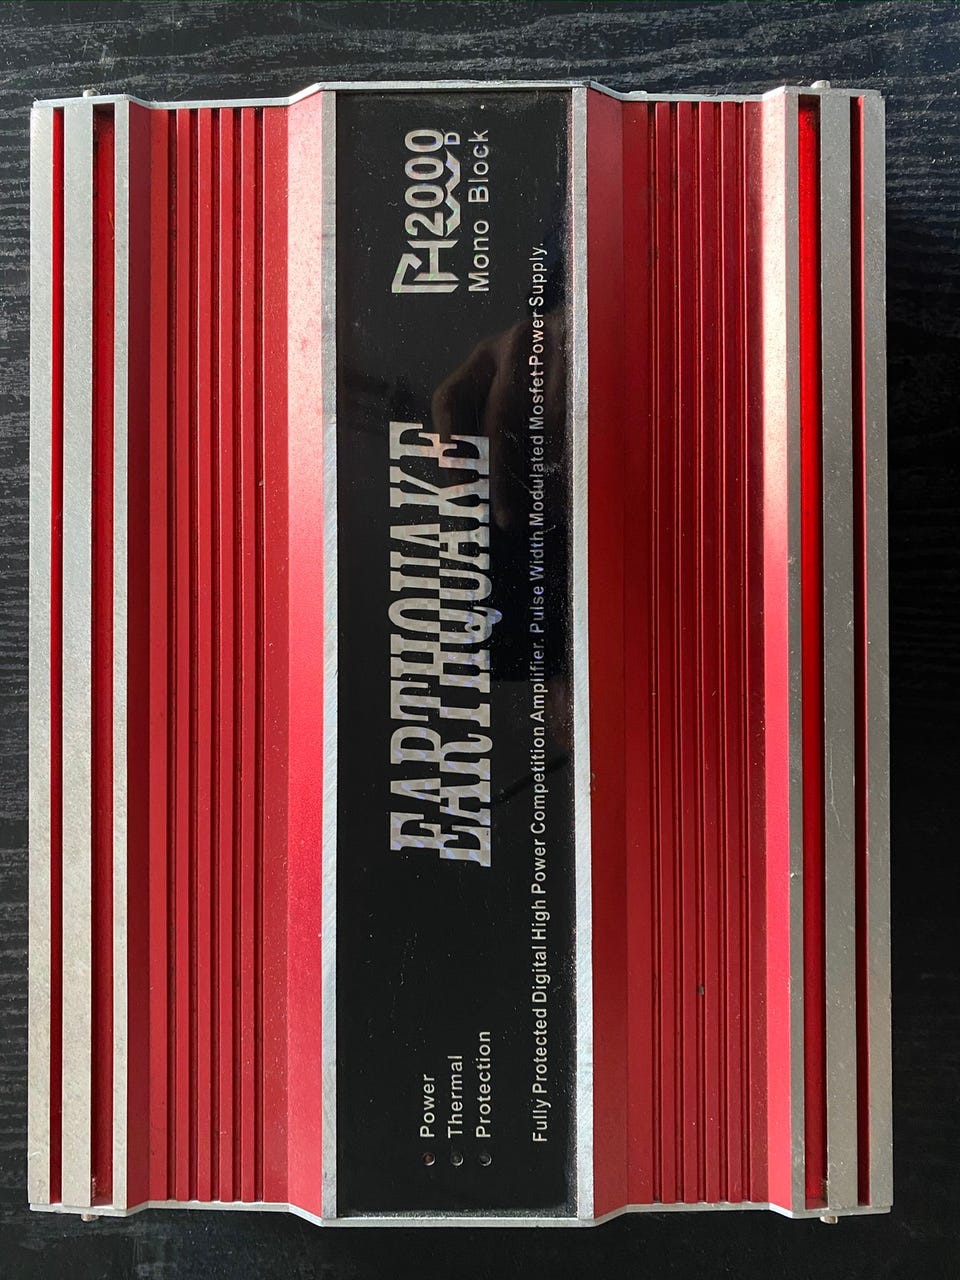 PH2000D
Mono Block
EARTHQUAKE
Fully Protected Digital High Power Competition Amplifier. Pulse Width Modulated Mosfet Power Supply.
Power
Thermal
Protection